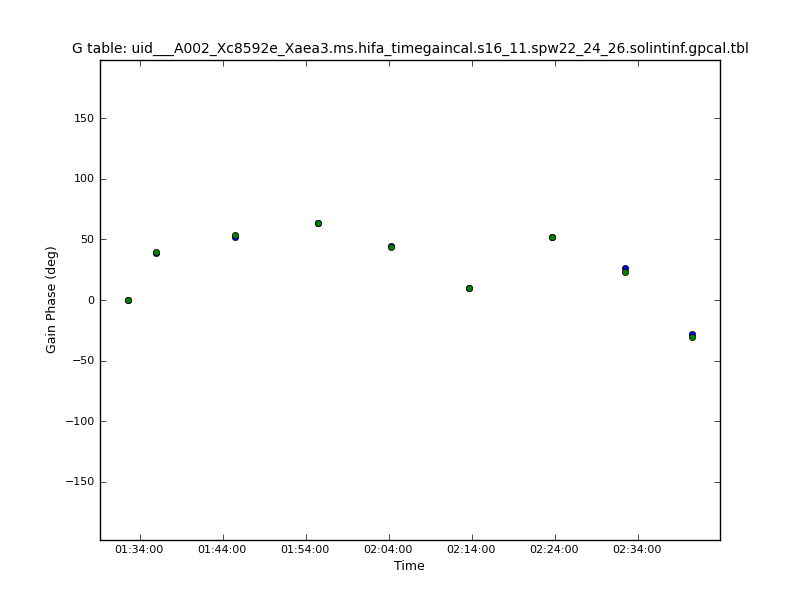 G table: uid___A002_Xc8592e_Xaea3.ms.hifa_timegaincal.s16_11.spw22_24_26.solintinf.gpcal.tbl
150
100
50
0
−50
−100
−150
Gain Phase (deg)
01:34:00 01:44:00 01:54:00 02:04:00 02:14:00 02:24:00 02:34:00
Time